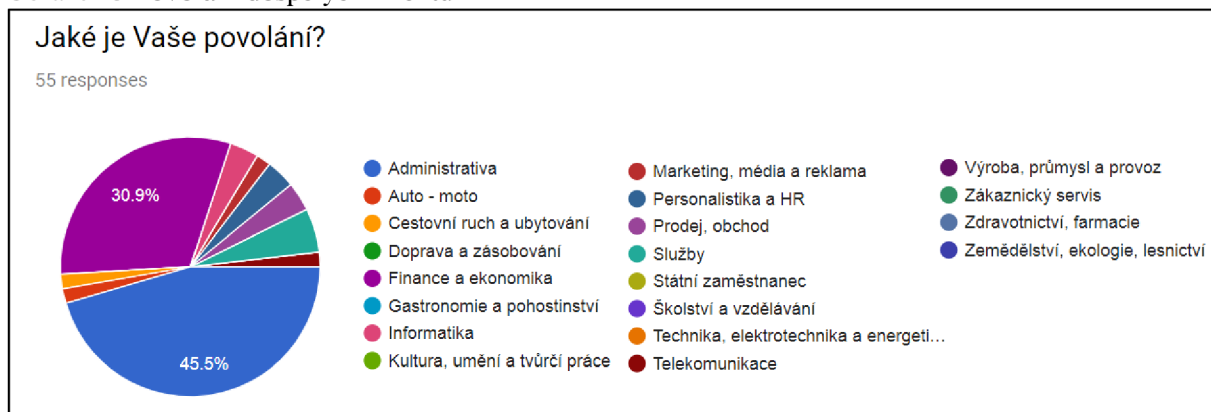 Jaké je Vaše povolání?
55 responses
30.9%
45.5%
Administrativa
Auto - moto
Cestovní ruch a ubytování
Doprava a zásobování
Finance a ekonomika
Gastronomie a pohostinství
Informatika
Kultura, umění a tvůrčí práce
Marketing, média a reklama
Personalistika a HR
Prodej, obchod
Služby
Státní zaměstnanec
Školství a vzdělávání
Technika, elektrotechnika a energeti...
Telekomunikace
Výroba, průmysl a provoz
Zákaznický servis
Zdravotnictví, farmacie
Zemědělství, ekologie, lesnictví